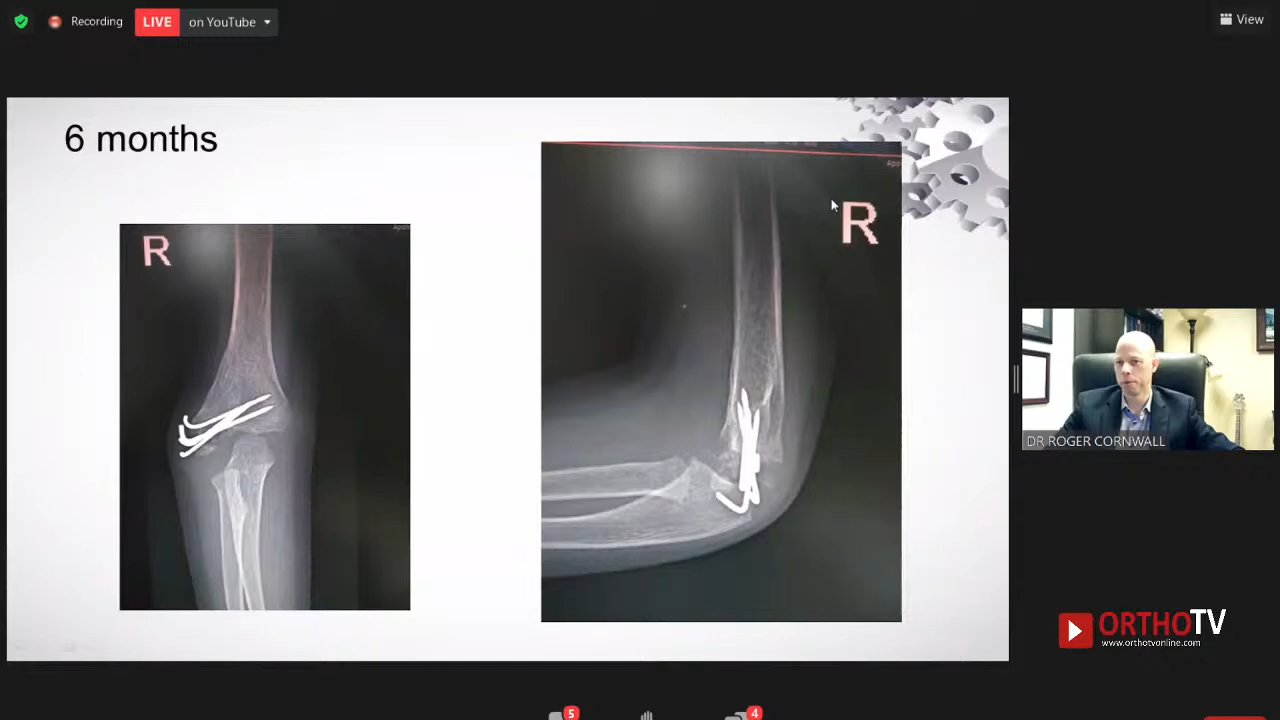 Recording
LIVE
on YouTube
View
6 months
R
R
DR ROGER CORNWALL
ORTHOTV
www.orthotvonline.com
5
4